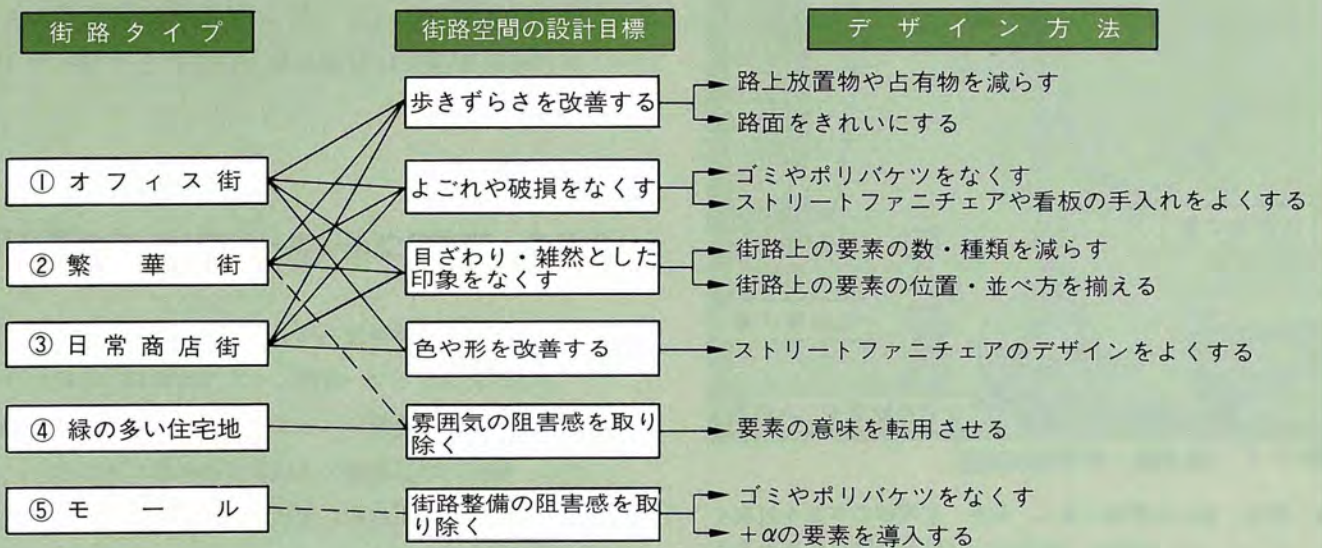 街路タイプ
街路空間の設計目標
デザイン方法
①オフィス街
②繁華街
③日常商店街
④緑の多い住宅地
⑤モール
歩きずらさを改善する
よごれや破損をなくす
目ざわり・雑然とした
印象をなくす
色や形を改善する
雰囲気の阻害感を取り
除く
街路整備の阻害感を取
り除く
路上放置物や占有物を減らす
路面をきれいにする
ゴミやポリバケツをなくす
ストリートファニチェアや看板の手入れをよくする
街路上の要素の数・種類を減らす
街路上の要素の位置・並べ方を揃える
ストリートファニチェアのデザインをよくする
要素の意味を転用させる
ゴミやポリバケツをなくす
+αの要素を導入する